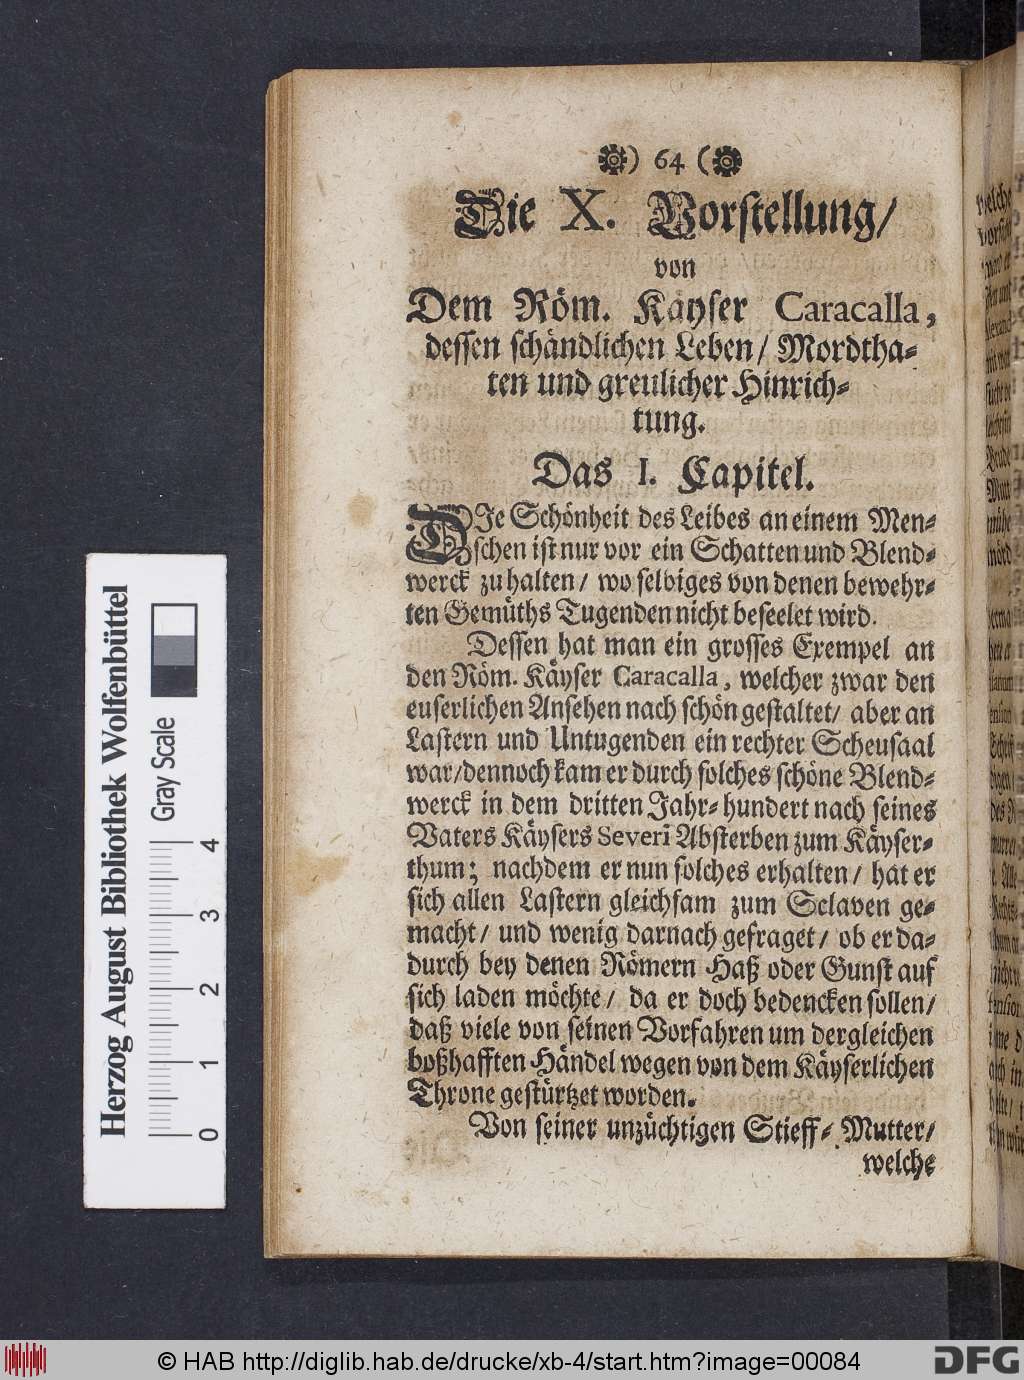 ) 64 (
Die X. Vorstellung/
von
Dem Röm. Käyser Caracalla,
dessen schändlichen Leben/ Mordtha-
ten und greulicher Hinrich-
tung.
Das I. Capitel.
DIe Schönheit des Leibes an einem Men-
schen ist nur vor ein Schatten und Blend-
werck zu halten/ wo selbiges von denen bewehr-
ten Gemüths Tugenden nicht beseelet wird.
Dessen hat man ein grosses Exempel an
den Röm. Käyser Caracalla, welcher zwar den
euserlichen Ansehen nach schön gestaltet/ aber an
Lastern und Untugenden ein rechter Scheusaal
war/dennoch kam er durch solches schöne Blend-
werck in dem dritten Jahr-hundert nach seines
Vaters Käysers Severi Absterben zum Käyser-
thum; nachdem er nun solches erhalten/ hat er
sich allen Lastern gleichsam zum Sclaven ge-
macht/ und wenig darnach gefraget/ ob er da-
durch bey denen Römern Haß oder Gunst auf
sich laden möchte/ da er doch bedencken sollen/
daß viele von seinen Vorfahren um dergleichen
boßhafften Händel wegen von dem Käyserlichen
Throne gestürtzet worden.
Von seiner unzüchtigen Stieff-Mutter/
welche
Herzog August Bibliothek Wolfenbüttel
Gray Scale
0 1 2 3 4
© HAB http://diglib.hab.de/drucke/xb-4/start.htm?image=00084
DFG